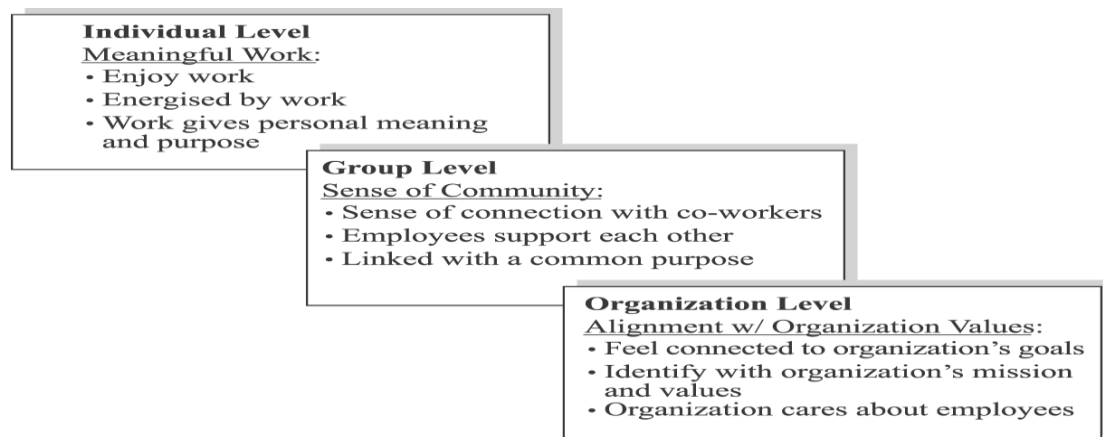 Individual Level
Meaningful Work:
• Enjoy work
• Energised by work
• Work gives personal meaning
and purpose
Group Level
Sense of Community:
• Sense of connection with co-workers
• Employees support each other
• Linked with a common purpose
Organization Level
Alignment w/ Organization Values:
• Feel connected to organization's goals
• Identify with organization's mission
and values
• Organization cares about employees